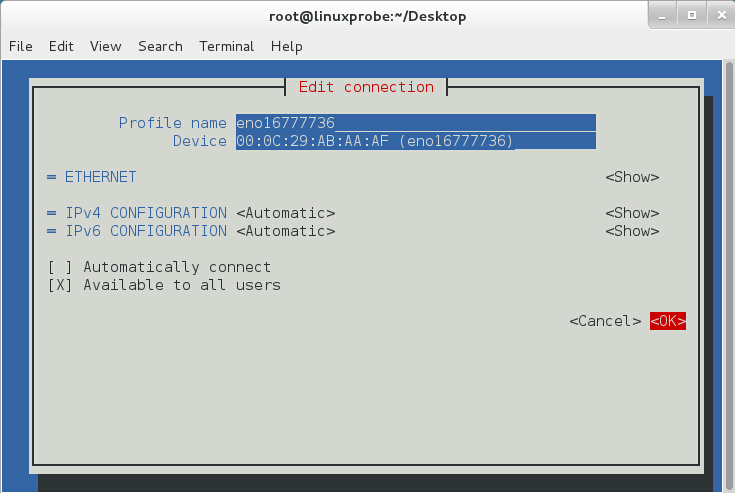 root@linuxprobe:~/Desktop
File Edit View Search Terminal Help
Edit connection
Profile name eno16777736
Device 00:0C:29:AB:AA:AF (eno16777736)
= ETHERNET <Show>
= IPv4 CONFIGURATION <Automatic> <Show>
= IPv6 CONFIGURATION <Automatic> <Show>
[ ] Automatically connect
[X] Available to all users
<Cancel> <OK>